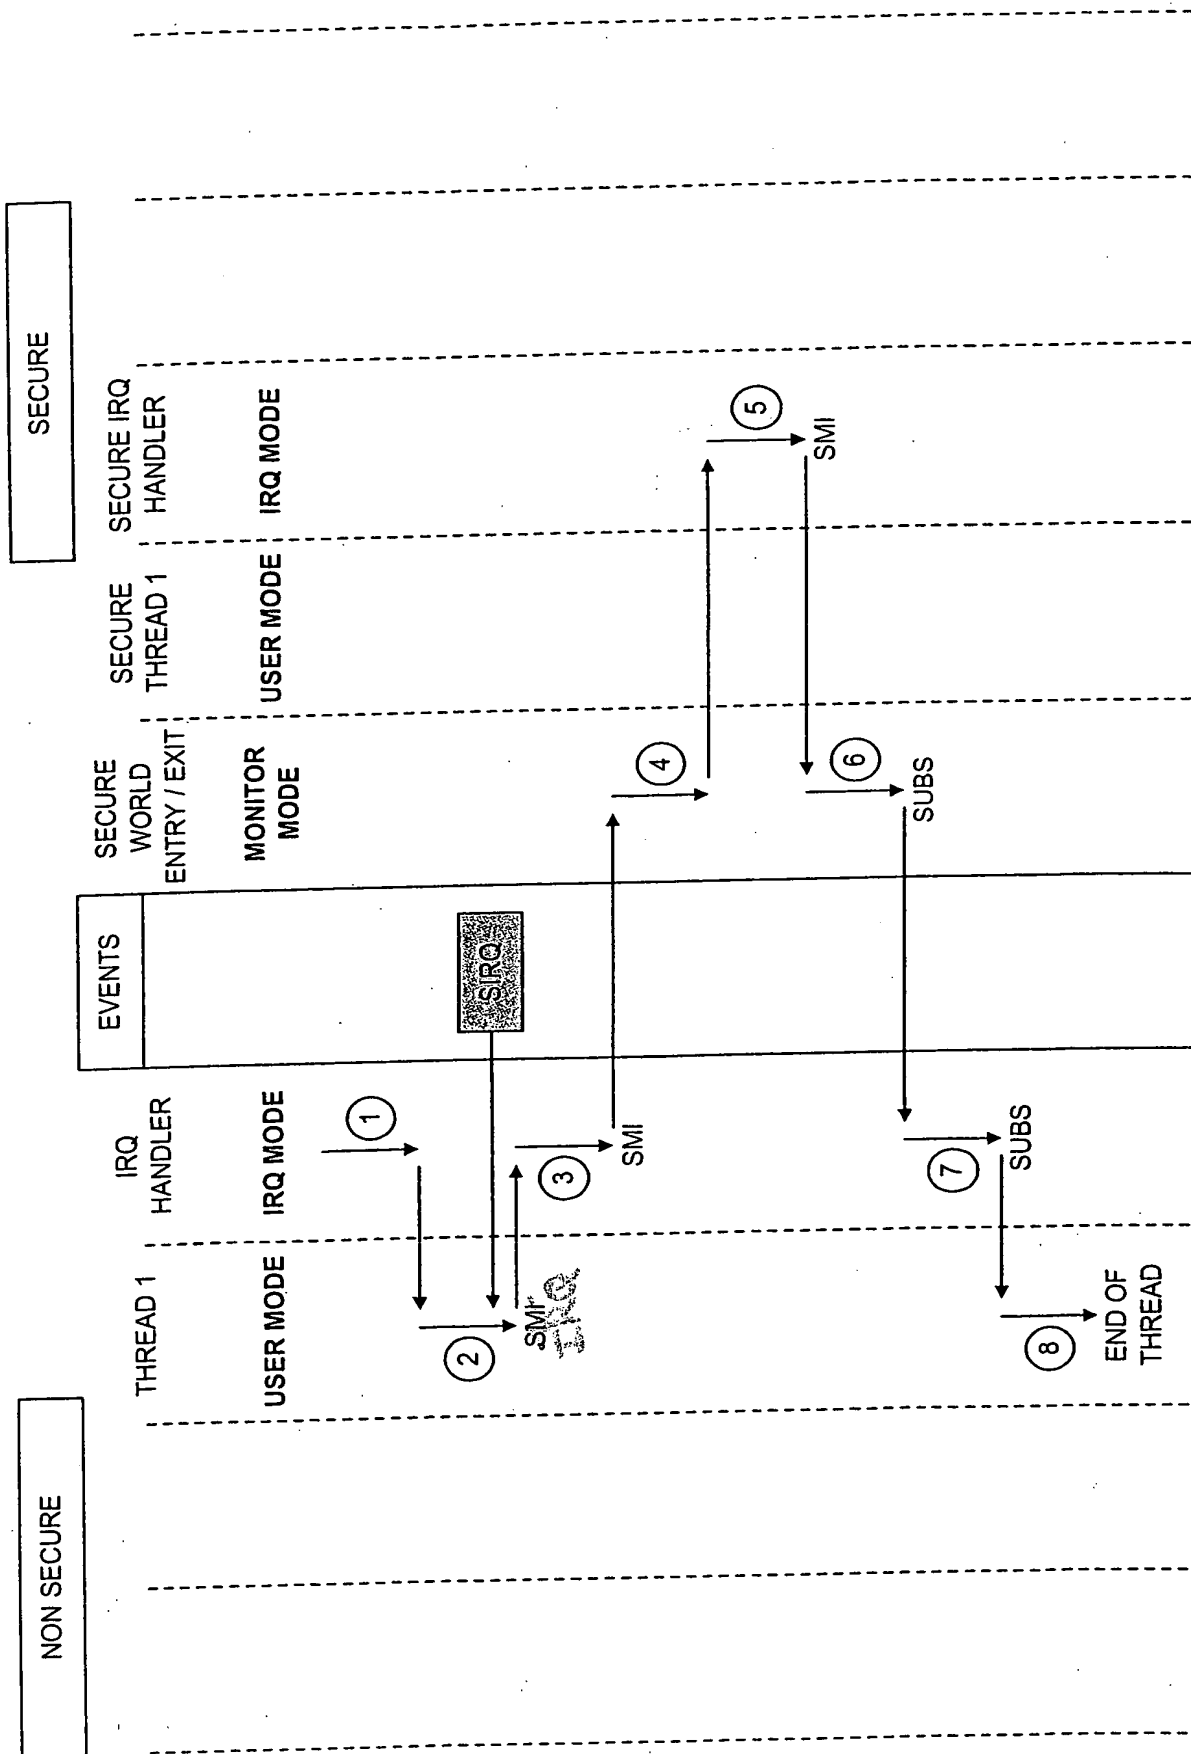 NON SECURE
SECURE
EVENTS
THREAD 1
IRQ
HANDLER
SECURE
WORLD
ENTRY / EXIT
SECURE
THREAD 1
SECURE IRQ
HANDLER
USER MODE
IRQ MODE
MONITOR
MODE
USER MODE
IRQ MODE
1
2
SIRQ
SMI
IRQ
3
SMI
4
5
SMI
6
SUBS
7
SUBS
8
END OF
THREAD